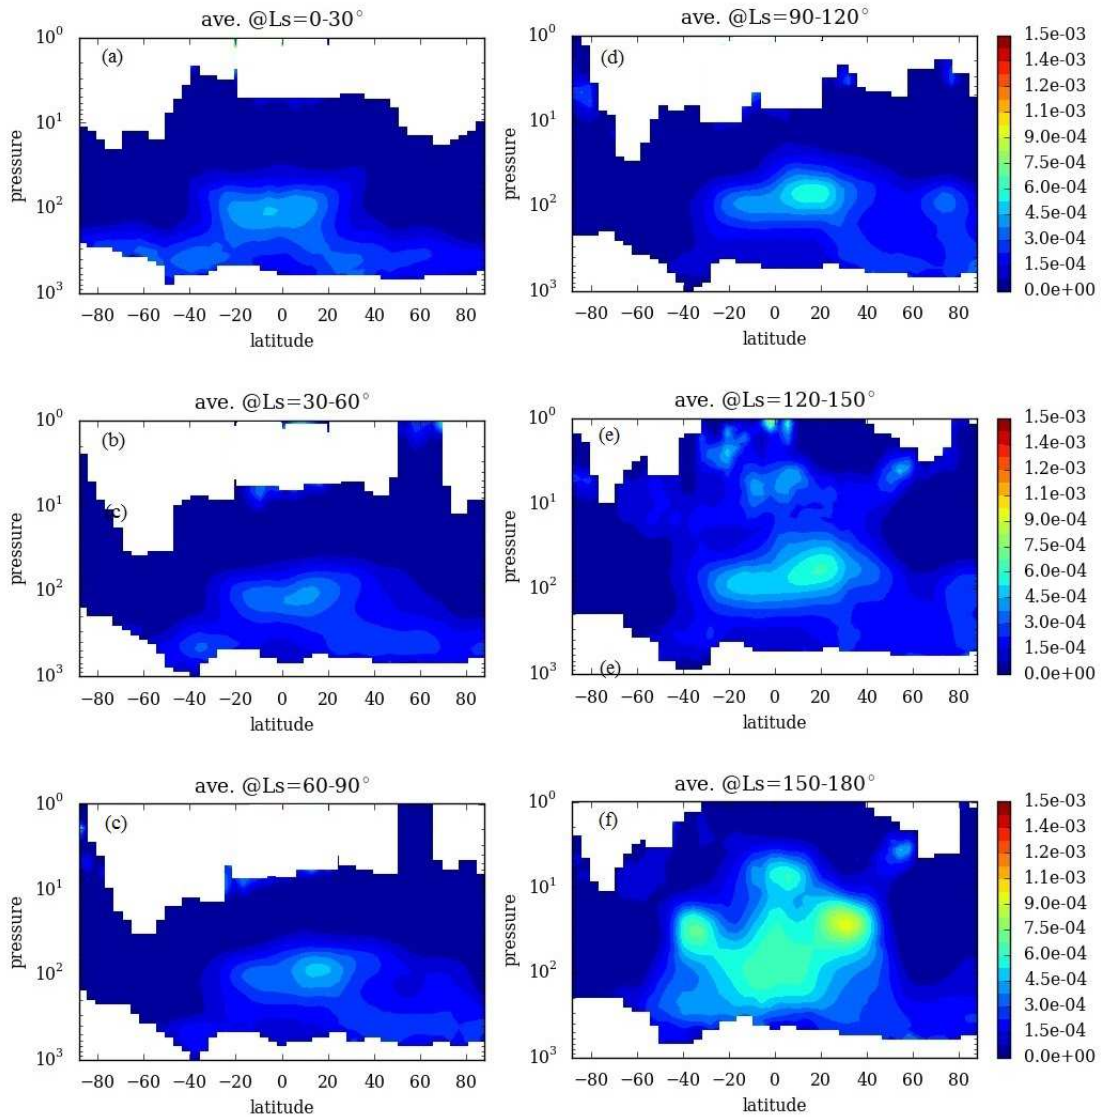 ave. @Ls=0-30°
(a)
10⁰
10¹
10²
10³
pressure
−80 −60 −40 −20 0 20 40 60 80
latitude
ave. @Ls=90-120°
(d)
10⁰
10¹
10²
10³
pressure
−80 −60 −40 −20 0 20 40 60 80
latitude
1.5e-03
1.4e-03
1.2e-03
1.1e-03
9.0e-04
7.5e-04
6.0e-04
4.5e-04
3.0e-04
1.5e-04
0.0e+00
ave. @Ls=30-60°
(b)
(c)
10⁰
10¹
10²
10³
pressure
−80 −60 −40 −20 0 20 40 60 80
latitude
ave. @Ls=120-150°
(e)
(e)
10⁰
10¹
10²
10³
pressure
−80 −60 −40 −20 0 20 40 60 80
latitude
1.5e-03
1.4e-03
1.2e-03
1.1e-03
9.0e-04
7.5e-04
6.0e-04
4.5e-04
3.0e-04
1.5e-04
0.0e+00
ave. @Ls=60-90°
(c)
10⁰
10¹
10²
10³
pressure
−80 −60 −40 −20 0 20 40 60 80
latitude
ave. @Ls=150-180°
(f)
10⁰
10¹
10²
10³
pressure
−80 −60 −40 −20 0 20 40 60 80
latitude
1.5e-03
1.4e-03
1.2e-03
1.1e-03
9.0e-04
7.5e-04
6.0e-04
4.5e-04
3.0e-04
1.5e-04
0.0e+00